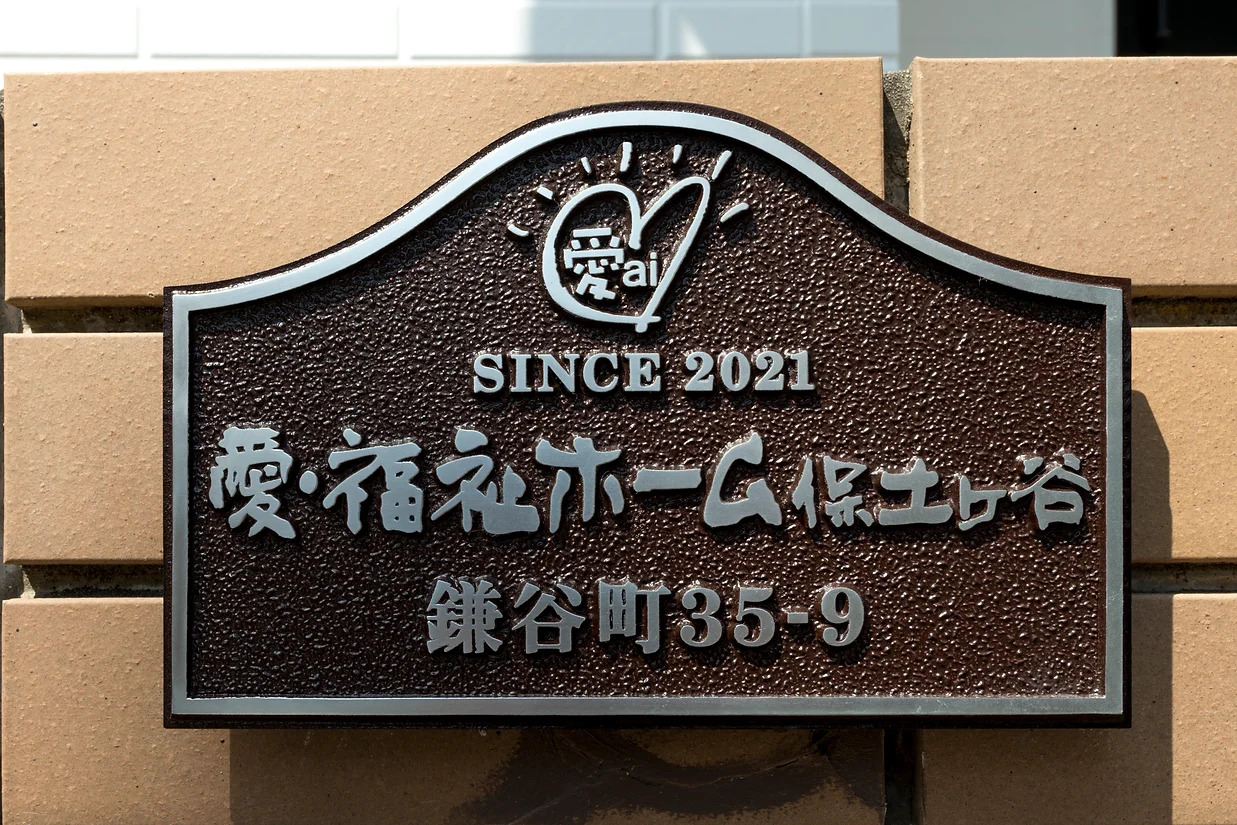 愛ai
SINCE 2021
愛・福祉ホーム保土ヶ谷
鎌谷町35-9